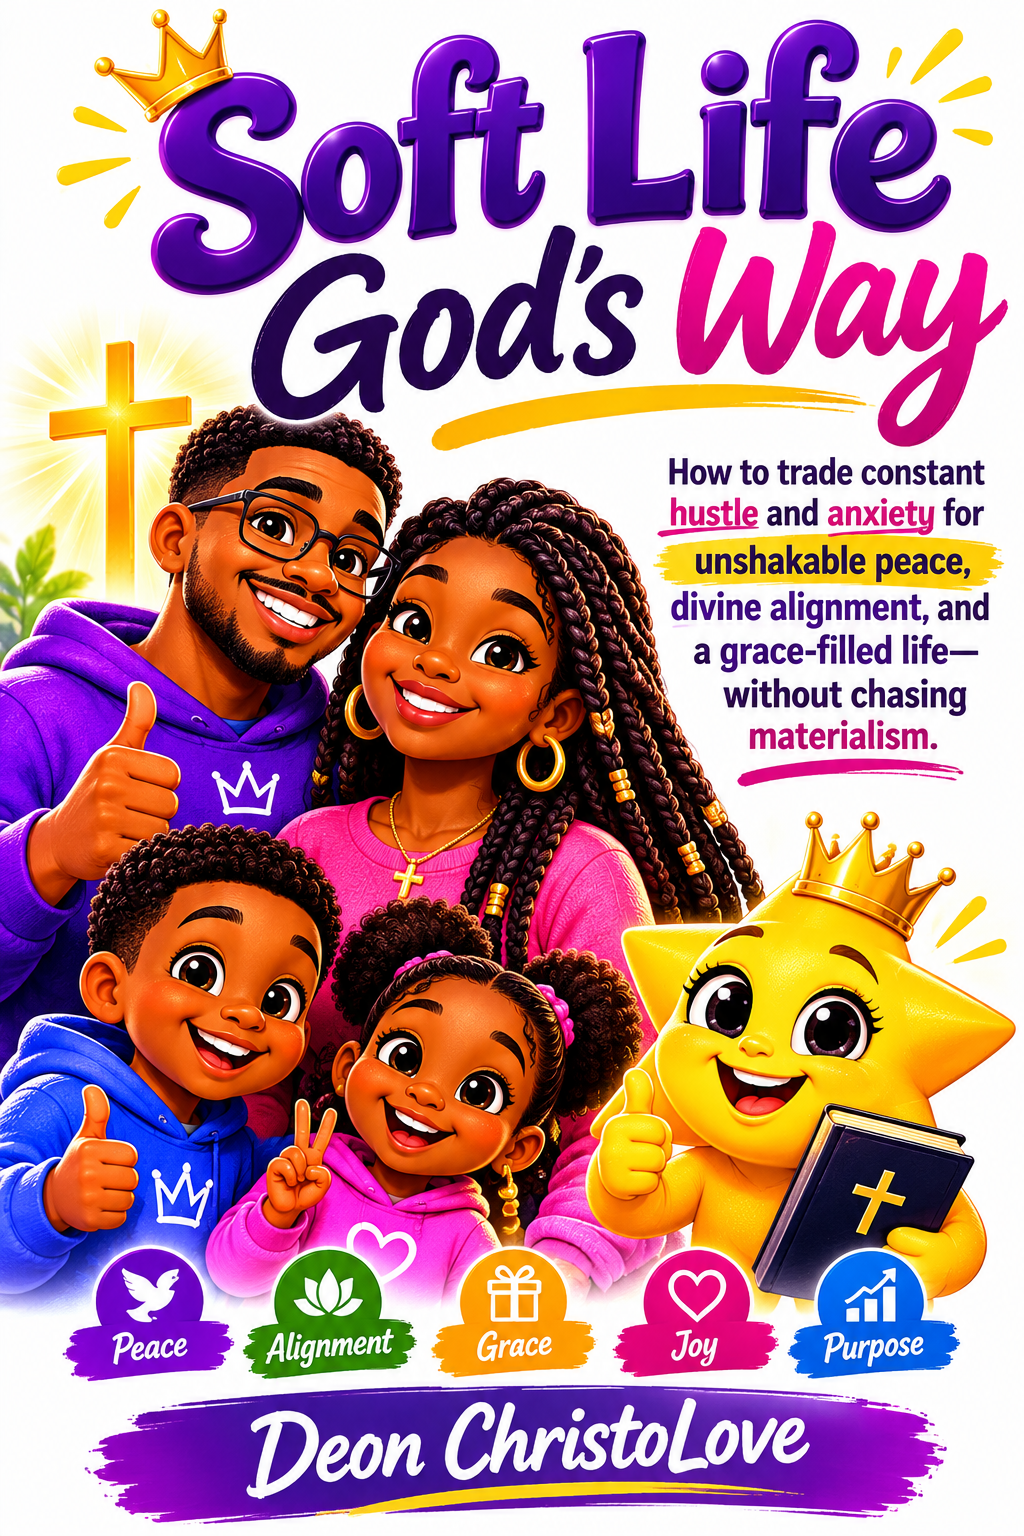 Soft Life
God's Way
How to trade constant
hustle and anxiety for
unshakable peace,
divine alignment, and
a grace-filled life—
without chasing
materialism.
Peace
Alignment
Grace
Joy
Purpose
Deon ChristoLove